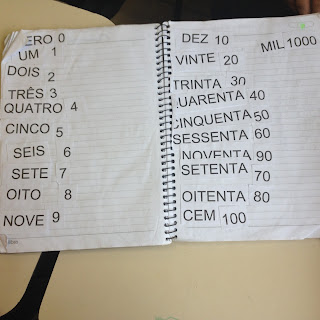 ERO 0
UM 1
DOIS 2
TRÊS 3
QUATRO 4
CINCO 5
SEIS 6
SETE 7
OITO 8
NOVE 9
DEZ 10
MIL 1000
VINTE 20
TRINTA 30
UARENTA 40
CINQUENTA 50
SESSENTA 60
NOVENTA 90
SETENTA 70
OITENTA 80
CEM 100